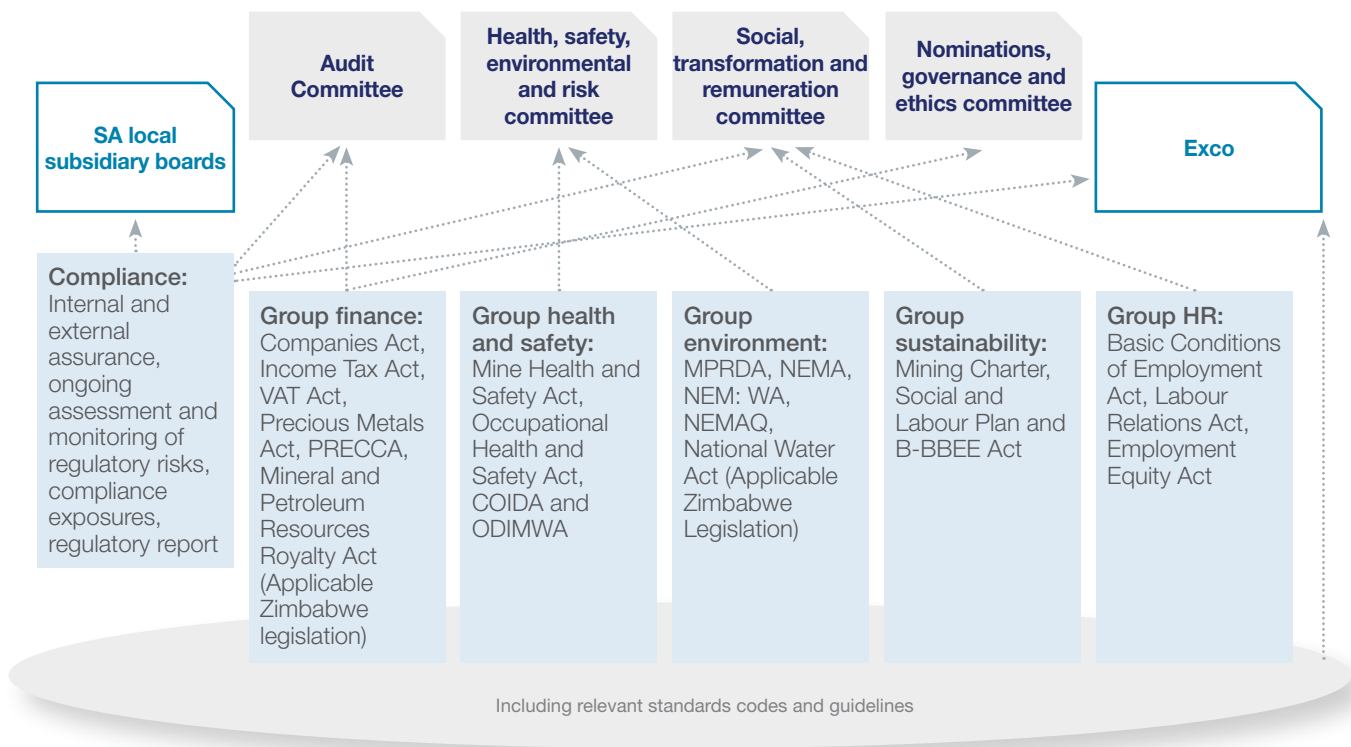 Audit
Committee
Health, safety,
environmental
and risk
committee
Social,
transformation and
remuneration
committee
Nominations,
governance and
ethics committee
SA local
subsidiary boards
Exco
Compliance:
Internal and
external
assurance,
ongoing
assessment and
monitoring of
regulatory risks,
compliance
exposures,
regulatory report
Group finance:
Companies Act,
Income Tax Act,
VAT Act,
Precious Metals
Act, PRECCA,
Mineral and
Petroleum
Resources
Royalty Act
(Applicable
Zimbabwe
legislation)
Group health
and safety:
Mine Health and
Safety Act,
Occupational
Health and
Safety Act,
COIDA and
ODIMWA
Group
environment:
MPRDA, NEMA,
NEM: WA,
NEMAQ,
National Water
Act (Applicable
Zimbabwe
Legislation)
Group
sustainability:
Mining Charter,
Social and
Labour Plan and
B-BBEE Act
Group HR:
Basic Conditions
of Employment
Act, Labour
Relations Act,
Employment
Equity Act
Including relevant standards codes and guidelines